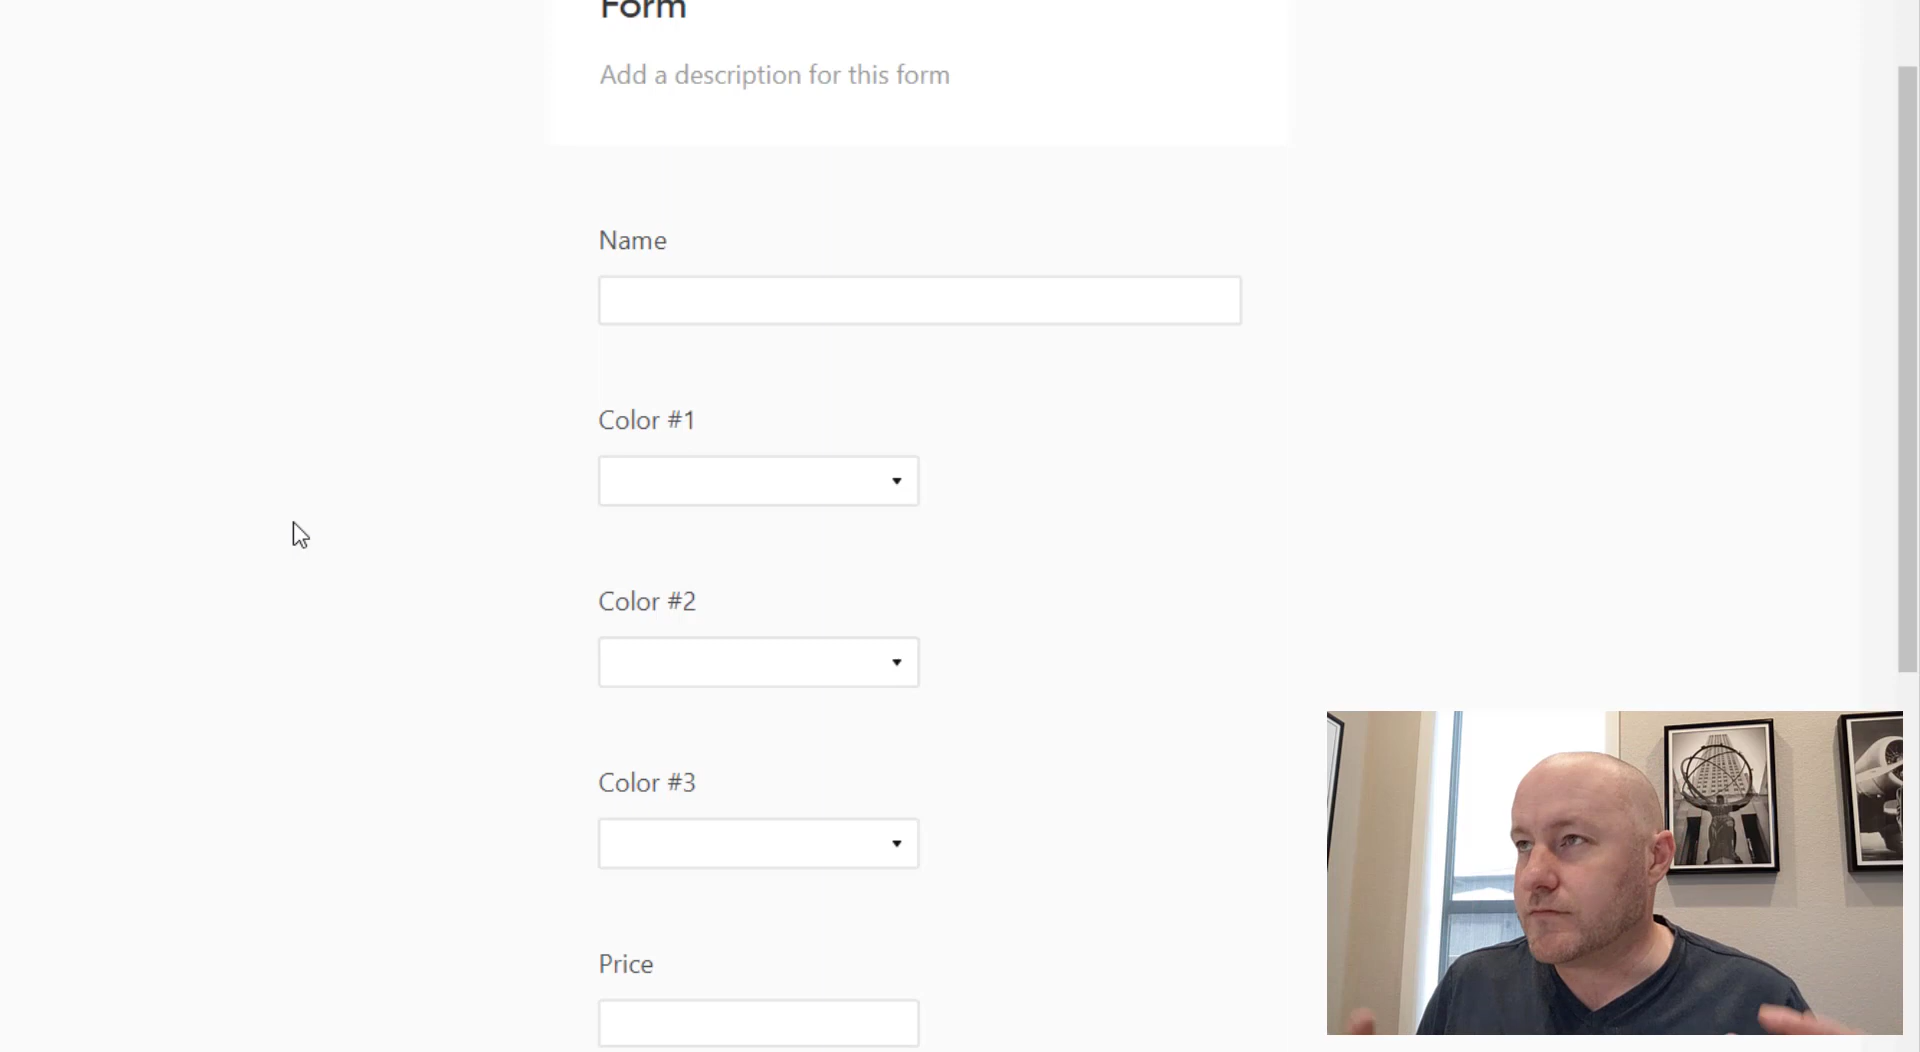 Form
Add a description for this form
Name
Color #1
Color #2
Color #3
Price